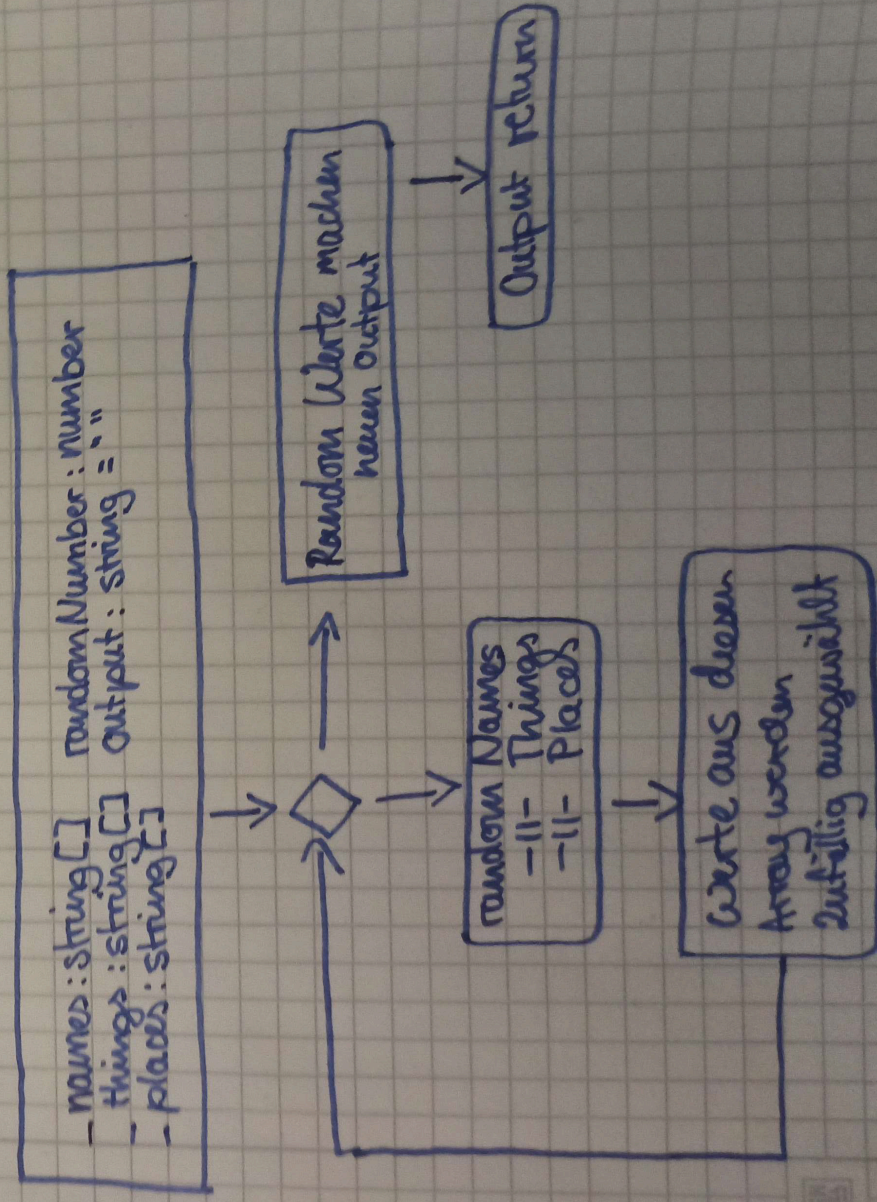 - names:string[] randomNumber:number
- things:string[] output: string = " "
- places:string[]
Random Werte machen
neuen Output
Output return
random Names
-11- Things
-11- Places
Werte aus diesen
Array werden
zufällig ausgewählt